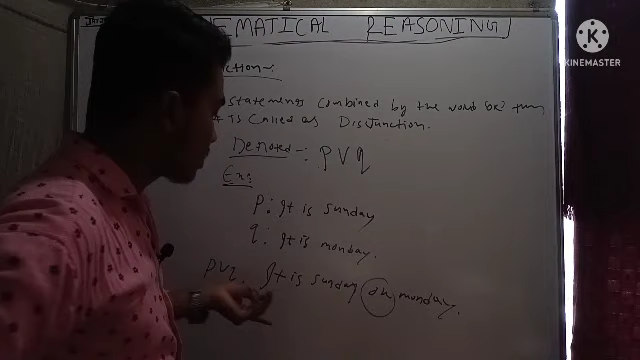 EMATICAL REASONING
ction :-
statements combined by the word 'or' then
it is called as Disjunction.
Denoted :- P V q
Ex:
P: It is sunday
q: It is monday.
P V q It is sunday or monday.
K
KINEMASTER